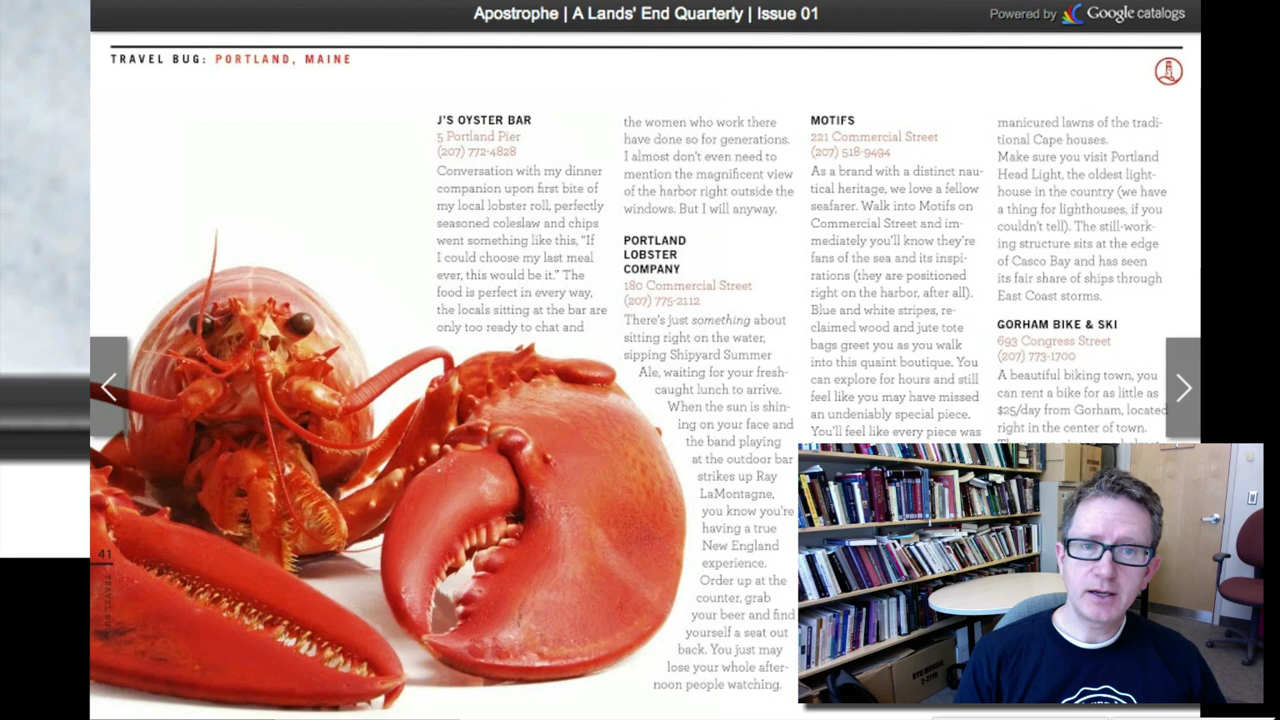 Apostrophe | A Lands' End Quarterly | Issue 01
Powered by Google catalogs
TRAVEL BUG: PORTLAND, MAINE
J'S OYSTER BAR
5 Portland Pier
(207) 772-4828
Conversation with my dinner
companion upon first bite of
my local lobster roll, perfectly
seasoned coleslaw and chips
went something like this, “If
I could choose my last meal
ever, this would be it.” The
food is perfect in every way,
the locals sitting at the bar are
only too ready to chat and
the women who work there
have done so for generations.
I almost don't even need to
mention the magnificent view
of the harbor right outside the
windows. But I will anyway.
PORTLAND
LOBSTER
COMPANY
180 Commercial Street
(207) 775-2112
There's just something about
sitting right on the water,
sipping Shipyard Summer
Ale, waiting for your fresh-
caught lunch to arrive.
When the sun is shin-
ing on your face and
the band playing
at the outdoor bar
strikes up Ray
LaMontagne,
you know you're
having a true
New England
experience.
Order up at the
counter, grab
your beer and find
yourself a seat out
back. You just may
lose your whole after-
noon people watching.
MOTIFS
221 Commercial Street
(207) 518-9494
As a brand with a distinct nau-
tical heritage, we love a fellow
seafarer. Walk into Motifs on
Commercial Street and im-
mediately you'll know they're
fans of the sea and its inspi-
rations (they are positioned
right on the harbor, after all).
Blue and white stripes, re-
claimed wood and jute tote
bags greet you as you walk
into this quaint boutique. You
can explore for hours and still
feel like you may have missed
an undeniably special piece.
You'll feel like every piece was
manicured lawns of the tradi-
tional Cape houses.
Make sure you visit Portland
Head Light, the oldest light-
house in the country (we have
a thing for lighthouses, if you
couldn't tell). The still-work-
ing structure sits at the edge
of Casco Bay and has seen
its fair share of ships through
East Coast storms.
GORHAM BIKE & SKI
693 Congress Street
(207) 773-1700
A beautiful biking town, you
can rent a bike for as little as
$25/day from Gorham, located
right in the center of town.
41
TRAVEL BUG